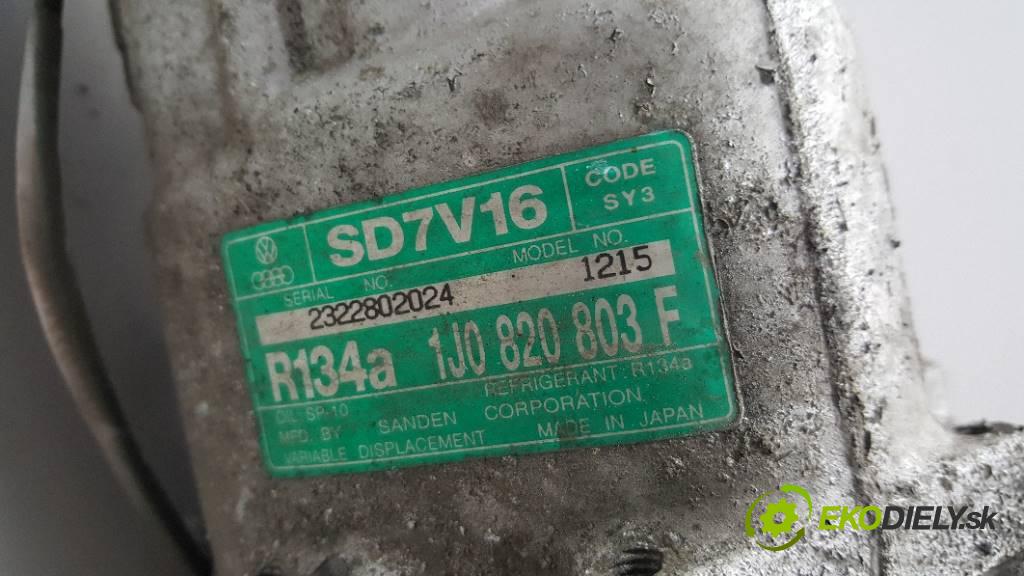 SD7V16
CODE
SY3
SERIAL NO.
MODEL NO.
2322802024
1215
R134a
1J0 820 803 F
OIL SP-10
REFRIGERANT R134a
MFD. BY SANDEN CORPORATION.
VARIABLE DISPLACEMENT
MADE IN JAPAN
EKODIELY.sk